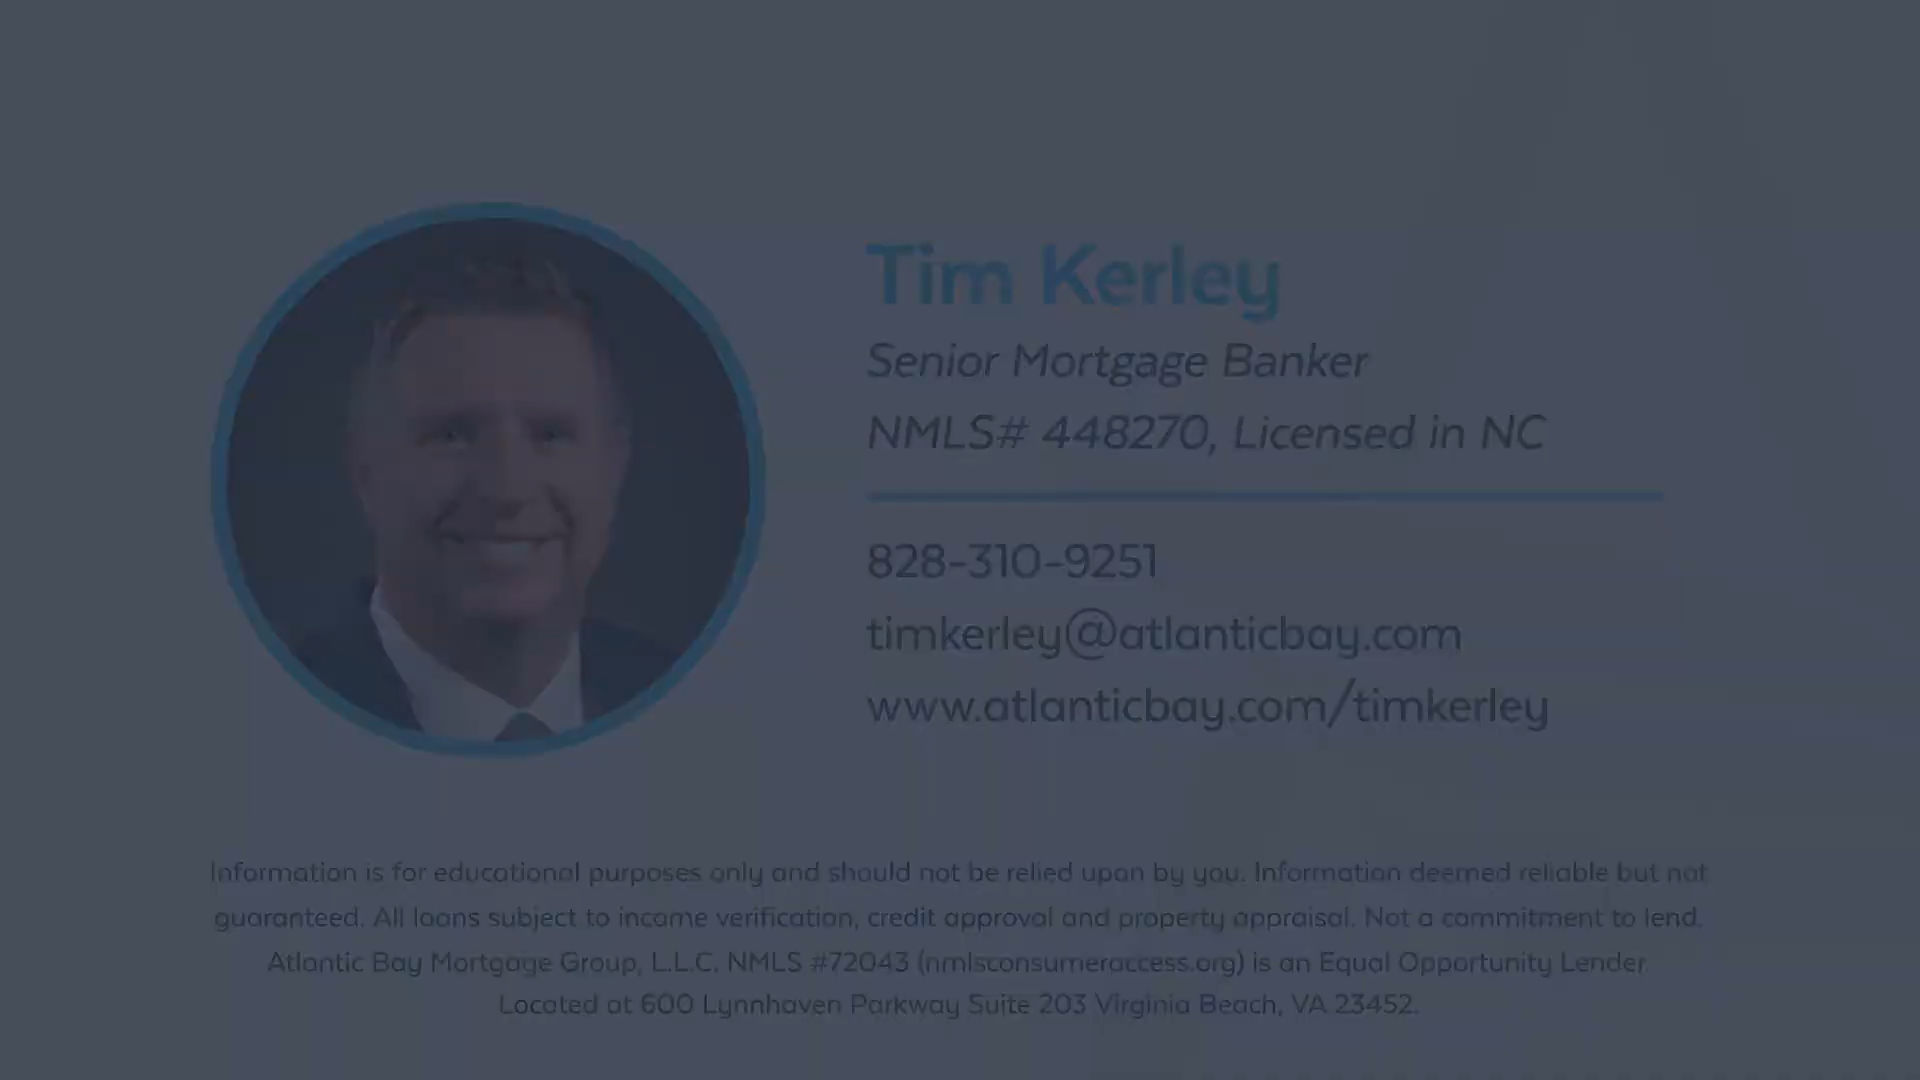 Tim Kerley
Senior Mortgage Banker
NMLS# 448270, Licensed in NC
828-310-9251
timkerley@atlanticbay.com
www.atlanticbay.com/timkerley
Information is for educational purposes only and should not be relied upon by you. Information deemed reliable but not
guaranteed. All loans subject to income verification, credit approval and property appraisal. Not a commitment to lend.
Atlantic Bay Mortgage Group, L.L.C. NMLS #72043 (nmlsconsumeraccess.org) is an Equal Opportunity Lender
Located at 600 Lynnhaven Parkway Suite 203 Virginia Beach, VA 23452.